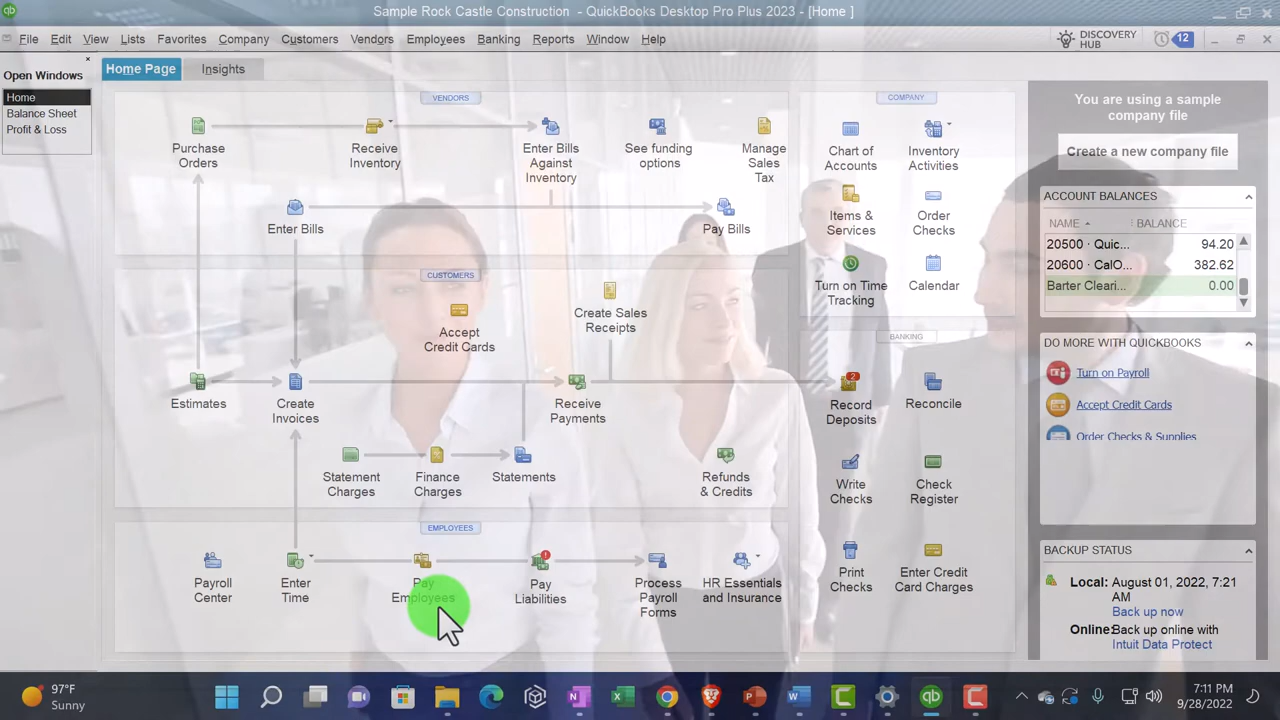 Sample Rock Castle Construction - QuickBooks Desktop Pro Plus 2023 - [Home ]
File Edit View Lists Favorites Company Customers Vendors Employees Banking Reports Window Help
DISCOVERY
HUB
12
Open Windows
Home
Balance Sheet
Profit & Loss
Home Page
Insights
VENDORS
Purchase
Orders
Receive
Inventory
Enter Bills
Against
Inventory
See funding
options
Manage
Sales
Tax
Enter Bills
Pay Bills
CUSTOMERS
Accept
Credit Cards
Create Sales
Receipts
Estimates
Create
Invoices
Receive
Payments
Statement
Charges
Finance
Charges
Statements
Refunds
& Credits
EMPLOYEES
Payroll
Center
Enter
Time
Pay
Employees
Pay
Liabilities
Process
Payroll
Forms
HR Essentials
and Insurance
COMPANY
Chart of
Accounts
Inventory
Activities
Items &
Services
Order
Checks
Turn on Time
Tracking
Calendar
BANKING
2
Record
Deposits
Reconcile
Write
Checks
Check
Register
Print
Checks
Enter Credit
Card Charges
You are using a sample
company file
Create a new company file
ACCOUNT BALANCES
NAME BALANCE
20500 · Quic... 94.20
20600 · CalO... 382.62
Barter Cleari... 0.00
DO MORE WITH QUICKBOOKS
Turn on Payroll
Accept Credit Cards
Order Checks & Supplies
BACKUP STATUS
Local: August 01, 2022, 7:21
AM
Back up now
Online: Back up online with
Intuit Data Protect
97°F
Sunny
7:11 PM
9/28/2022